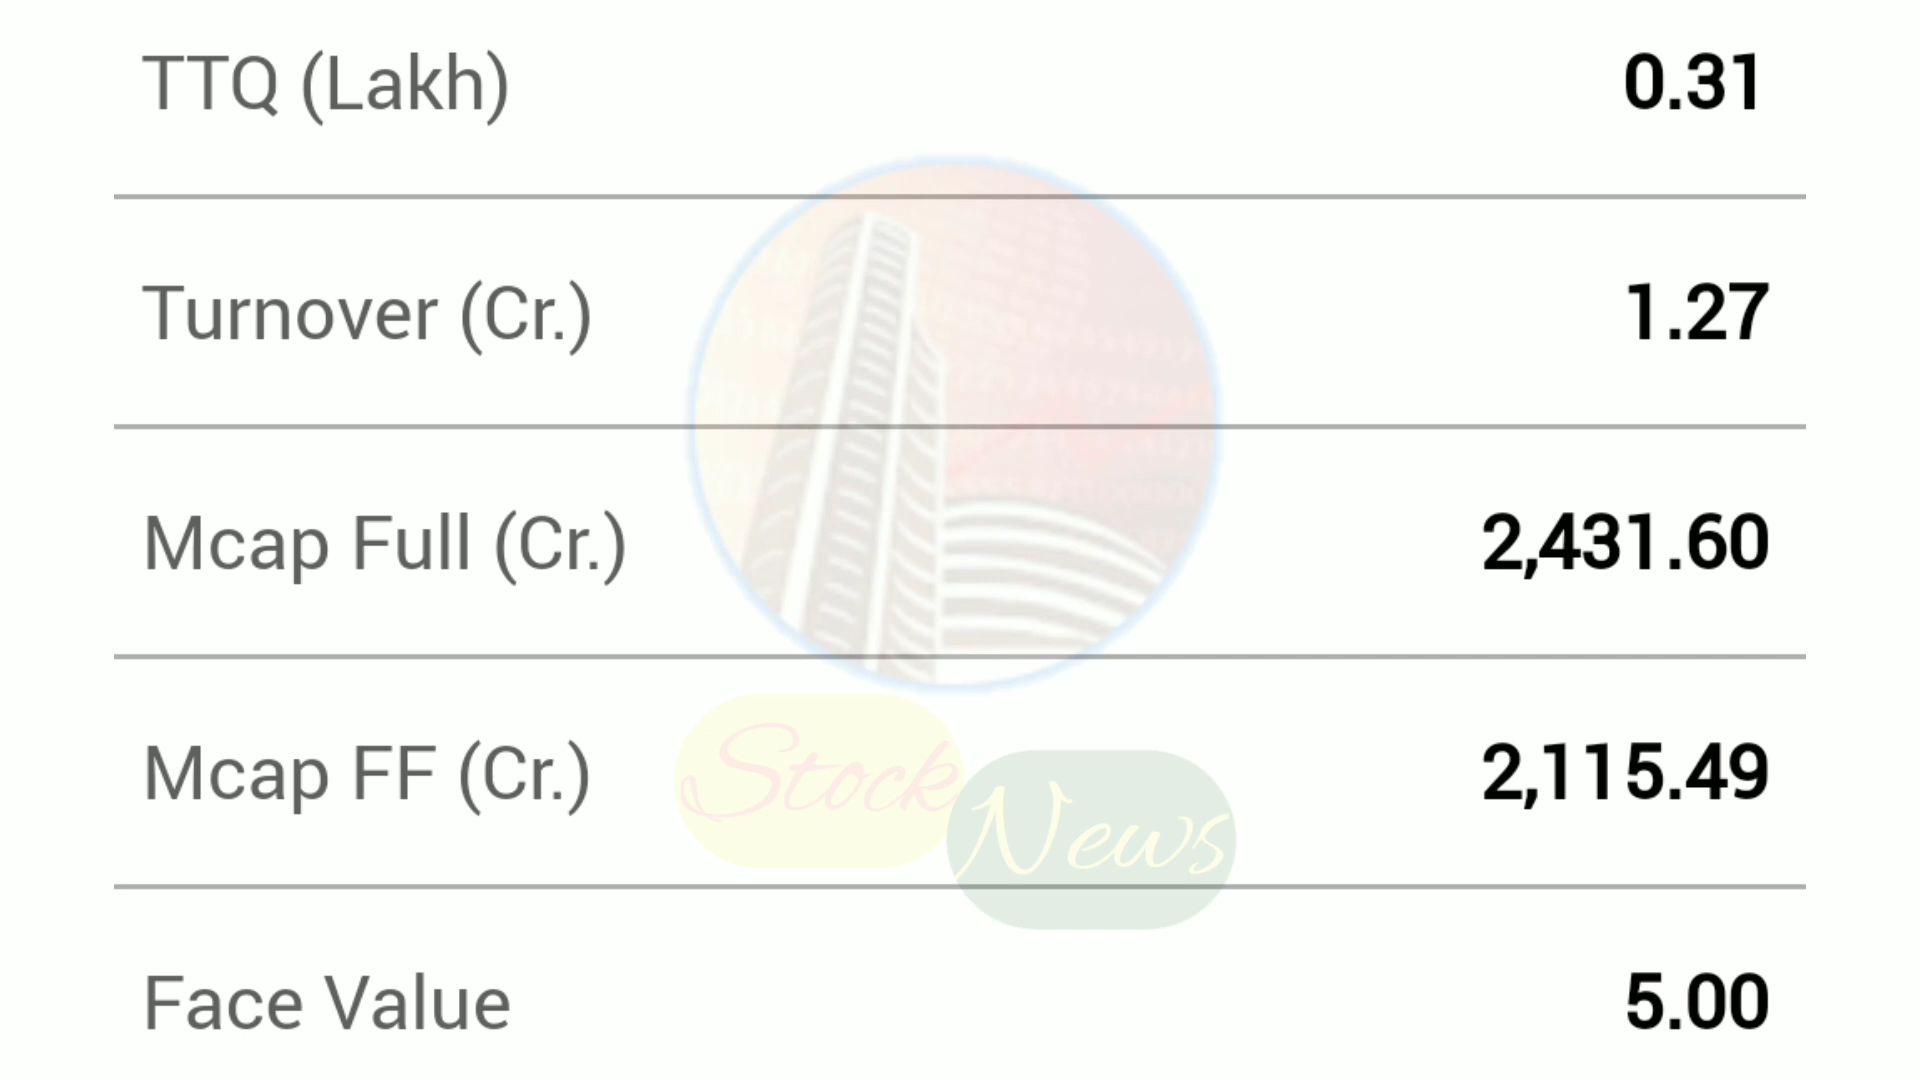 TTQ (Lakh) 0.31
Turnover (Cr.) 1.27
Mcap Full (Cr.) 2,431.60
Mcap FF (Cr.) 2,115.49
Stock
News
Face Value 5.00